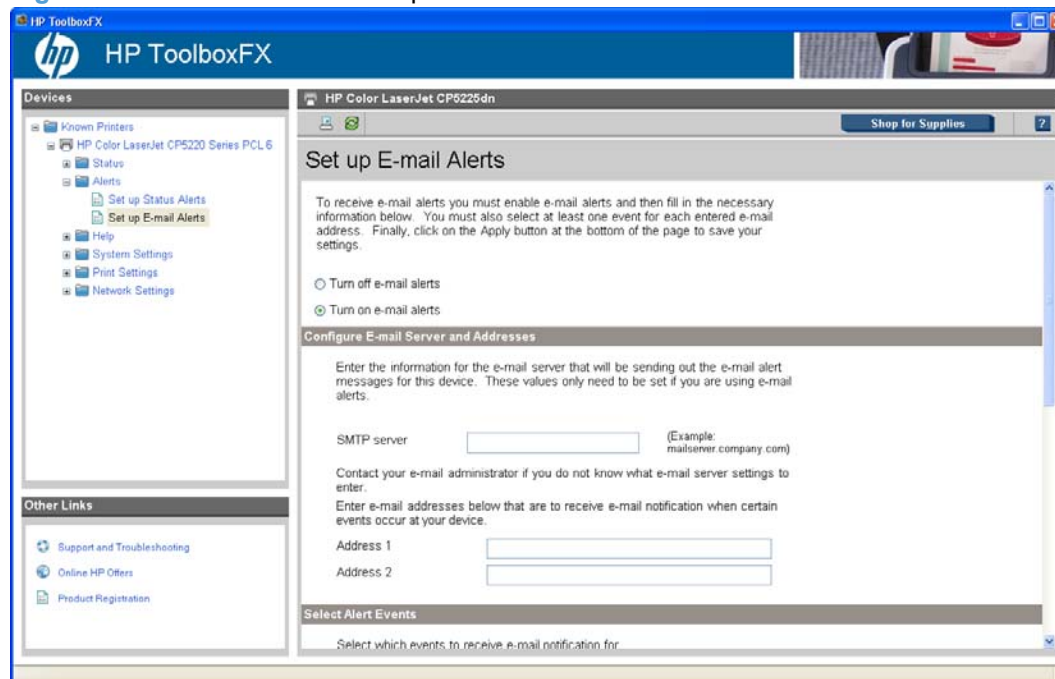 HP ToolboxFX
hp
HP ToolboxFX
Devices
Known Printers
HP Color LaserJet CP5220 Series PCL 6
Status
Alerts
Set up Status Alerts
Set up E-mail Alerts
Help
System Settings
Print Settings
Network Settings
Other Links
Support and Troubleshooting
Online HP Offers
Product Registration
HP Color LaserJet CP5225dn
Shop for Supplies
?
Set up E-mail Alerts
To receive e-mail alerts you must enable e-mail alerts and then fill in the necessary
information below. You must also select at least one event for each entered e-mail
address. Finally, click on the Apply button at the bottom of the page to save your
settings.
Turn off e-mail alerts
Turn on e-mail alerts
Configure E-mail Server and Addresses
Enter the information for the e-mail server that will be sending out the e-mail alert
messages for this device. These values only need to be set if you are using e-mail
alerts.
SMTP server
(Example:
mailserver.company.com)
Contact your e-mail administrator if you do not know what e-mail server settings to
enter.
Enter e-mail addresses below that are to receive e-mail notification when certain
events occur at your device.
Address 1
Address 2
Select Alert Events
Select which events to receive e-mail notification for